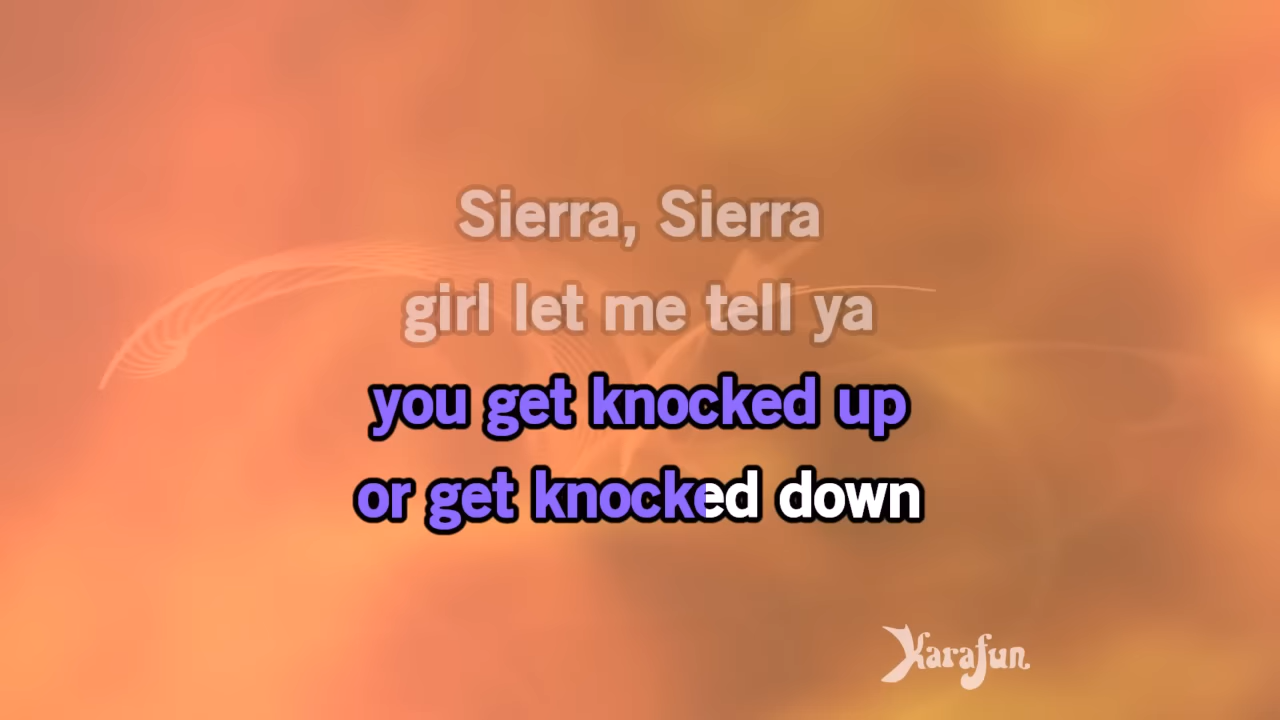 Sierra, Sierra
girl let me tell ya
you get knocked up
or get knocked down
Karafun